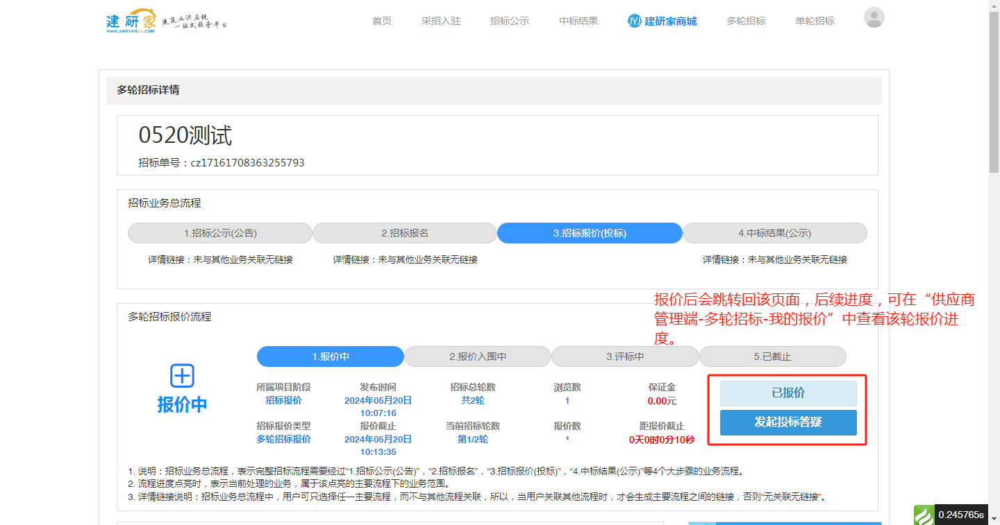 建研家
WWW.JIANYANJIA.COM
建筑业供应链
一站式服务平台
首页
采招入驻
招标公示
中标结果
JYJ 建研家商城
多轮招标
单轮招标
多轮招标详情
0520测试
招标单号：cz17161708363255793
招标业务总流程
1.招标公示(公告)
2.招标报名
3.招标报价(投标)
4.中标结果(公示)
详情链接：未与其他业务关联无链接
详情链接：未与其他业务关联无链接
详情链接：未与其他业务关联无链接
报价后会跳转回该页面，后续进度，可在“供应商
管理端-多轮招标-我的报价”中查看该轮报价进
度。
多轮招标报价流程
1.报价中
2.报价入围中
3.评标中
5.已截止
报价中
所属项目阶段
招标报价
发布时间
2024年05月20日
10:07:16
招标总轮数
共2轮
浏览数
1
保证金
0.00元
招标报价类型
多轮招标报价
报价截止
2024年05月20日
10:13:35
当前招标轮数
第1/2轮
报价数
*
距报价截止
0天0时0分10秒
已报价
发起投标答疑
1. 说明：招标业务总流程，表示完整招标流程需要经过“1.招标公示(公告)”，“2.招标报名”，“3.招标报价(投标)”，“4.中标结果(公示)”等4个大步骤的业务流程。
2. 流程进度点亮时，表示当前处理的业务，属于该点亮的主要流程下的业务范围。
3. 详情链接说明：招标业务总流程中，用户可只选择任一主要流程，而不与其他流程关联，所以，当用户关联其他流程时，才会生成主要流程之间的链接，否则“无关联无链接”。
0.245765s